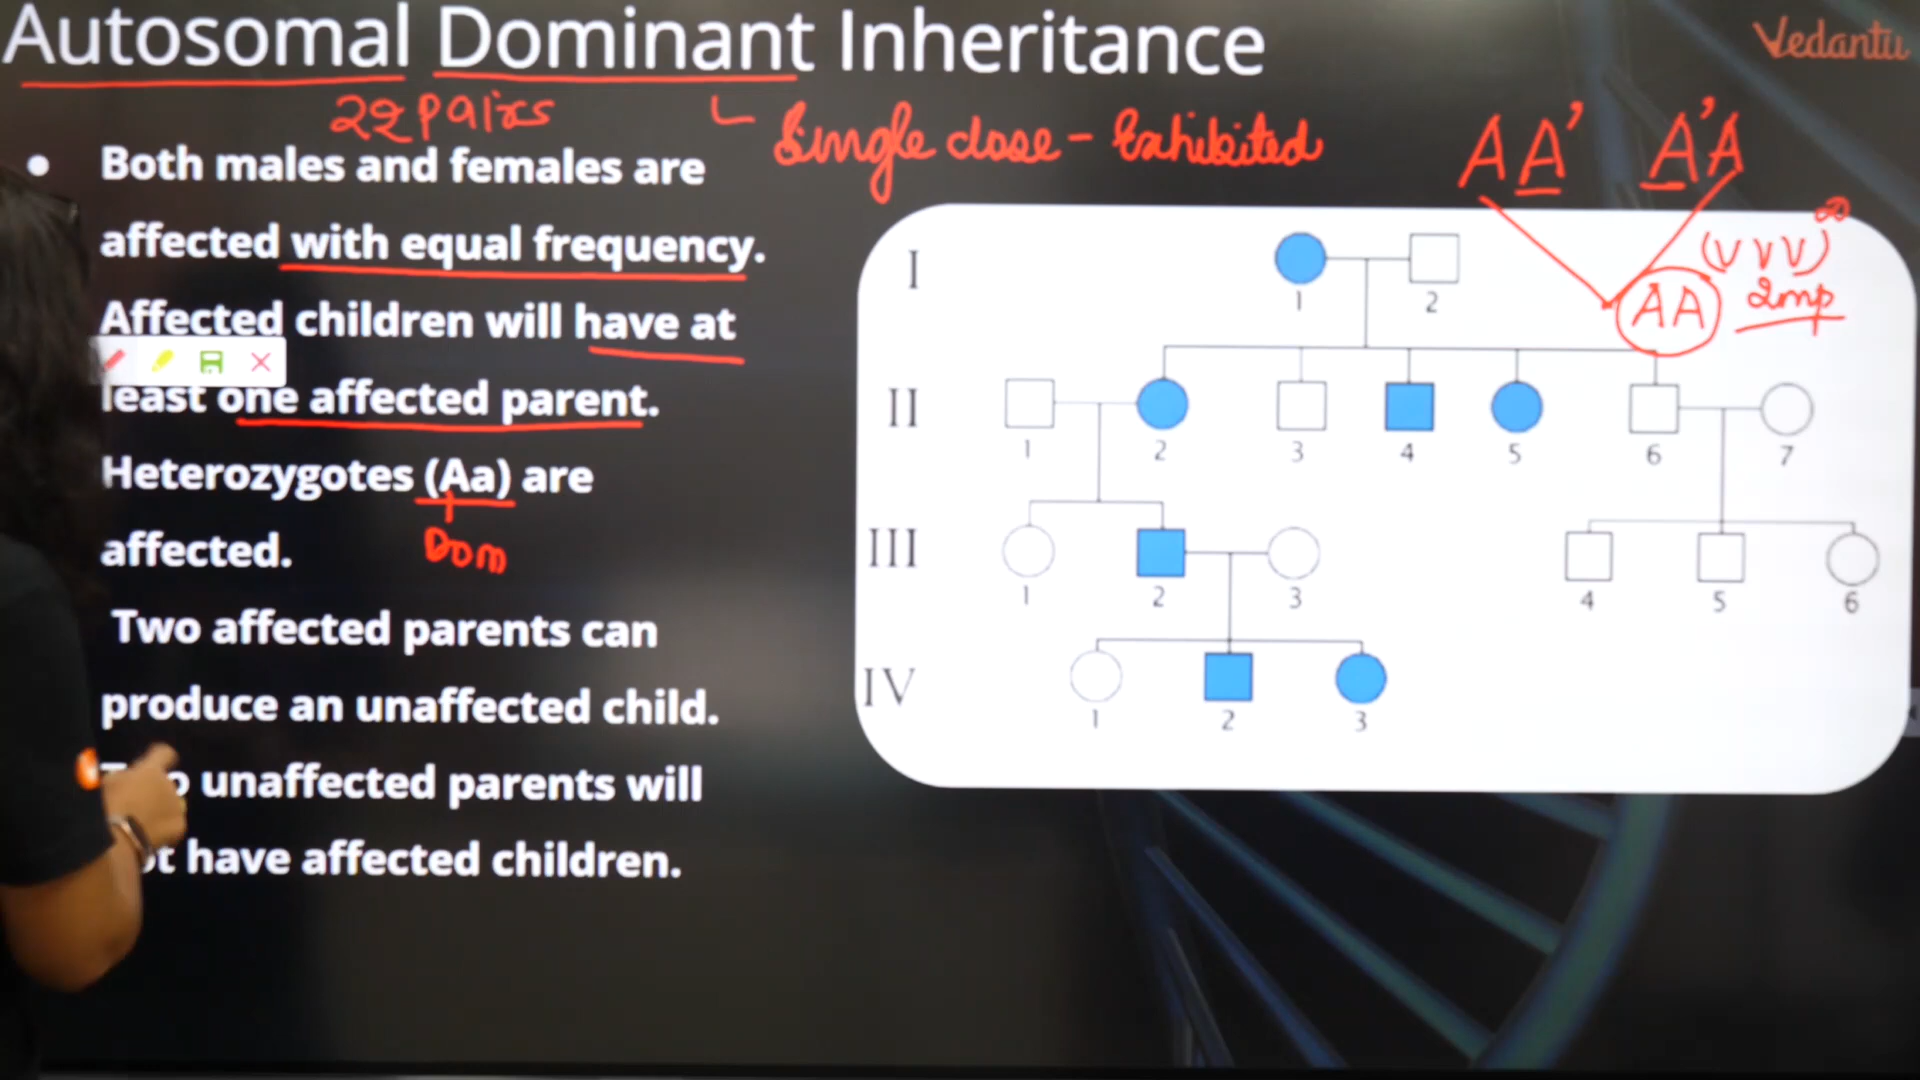 Autosomal Dominant Inheritance
Vedantu
22 pairs
Single dose - Exhibited
AA' A'A
Both males and females are
affected with equal frequency.
Affected children will have at
least one affected parent.
Heterozygotes (Aa) are
Dom
affected.
Two affected parents can
produce an unaffected child.
unaffected parents will
have affected children.
(VVV)
AA
2mp
I
1 2
II
1 2 3 4 5 6 7
III
1 2 3 4 5 6
IV
1 2 3